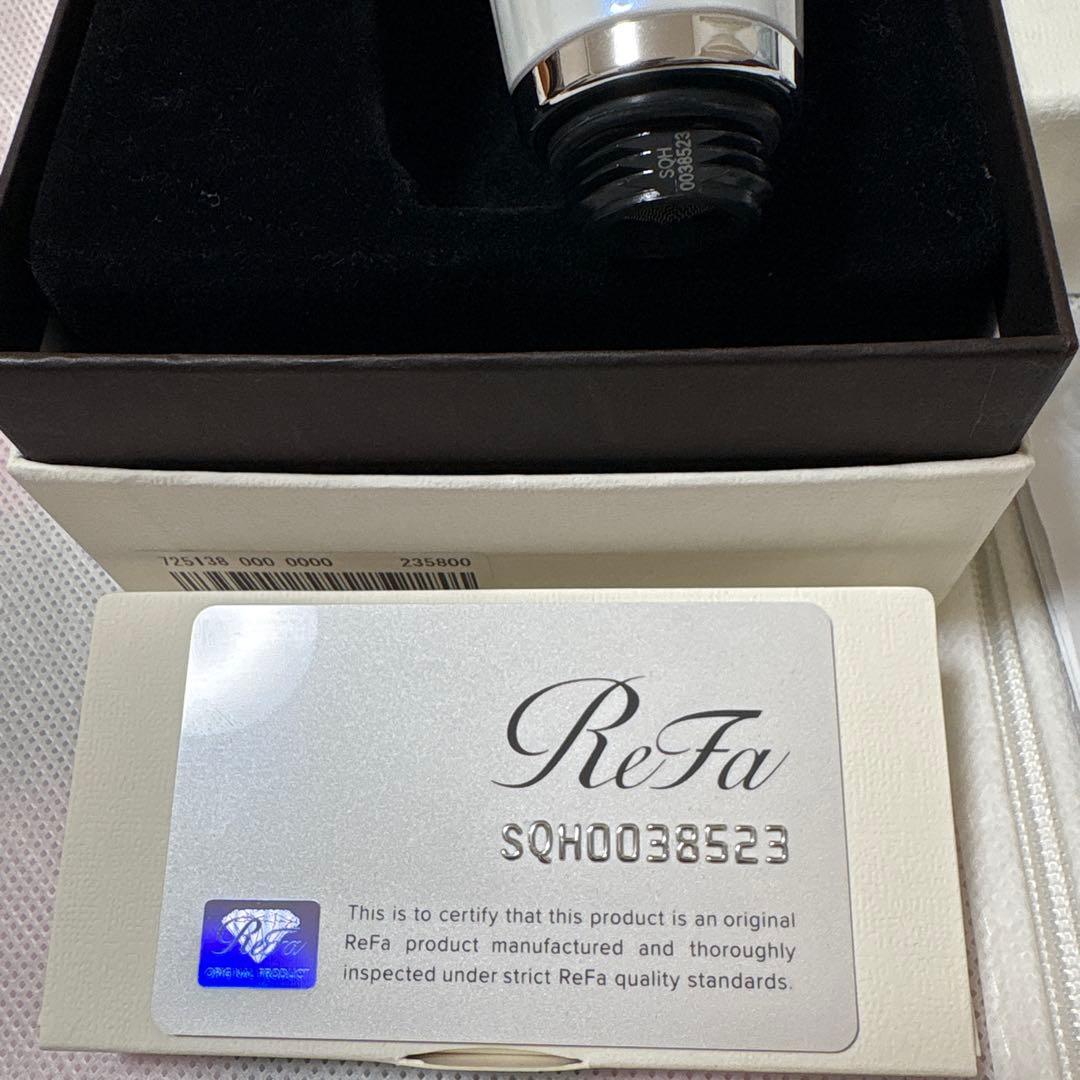 SQH
0038523
725138 000 0000 235800
ReFa
SQH0038523
This is to certify that this product is an original
ReFa product manufactured and thoroughly
inspected under strict ReFa quality standards.
ReFa
ORIGINAL PRODUCT